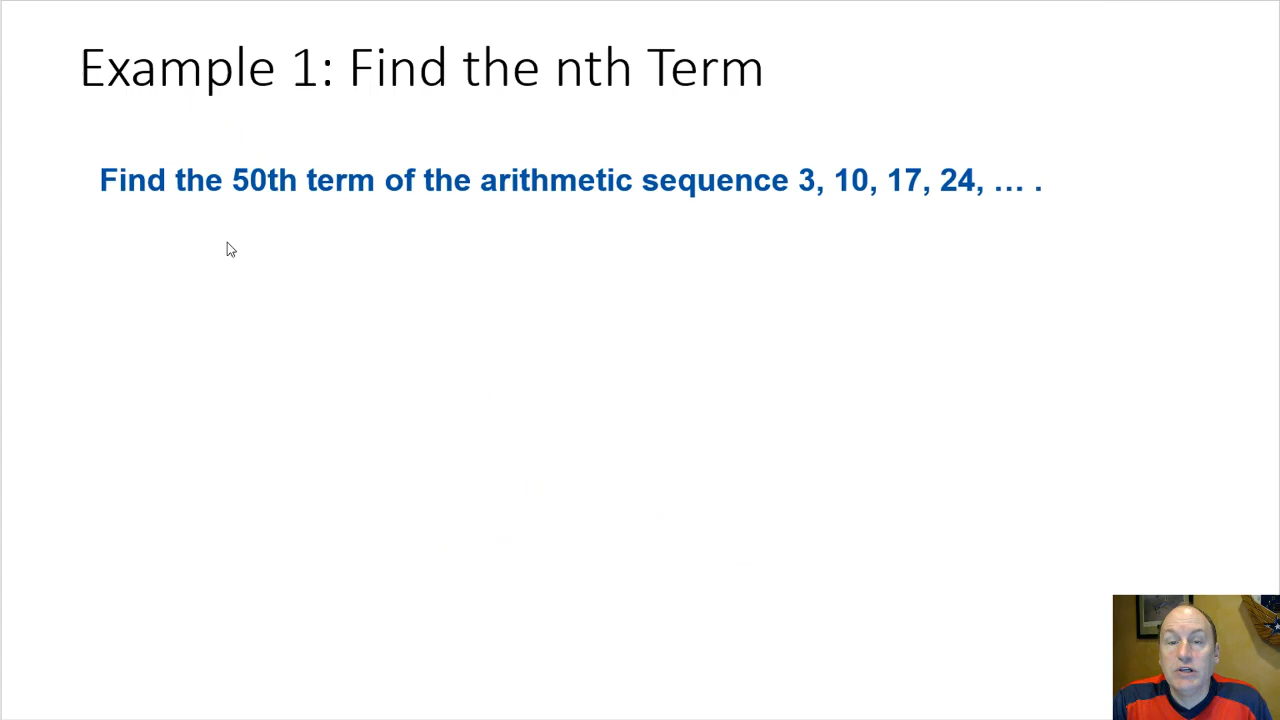 Example 1: Find the nth Term
Find the 50th term of the arithmetic sequence 3, 10, 17, 24, … .